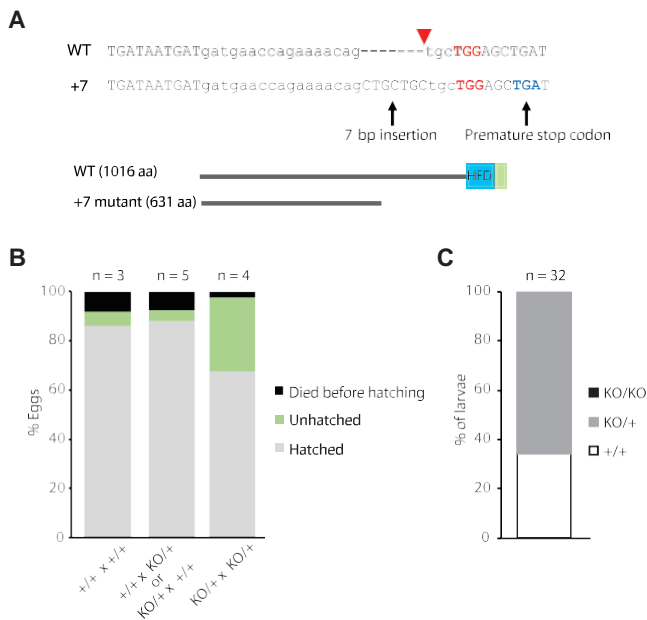 A
WT TGATAATGATgatgaaccagaaaacag-------tgcTGGAGCTGAT
+7 TGATAATGATgatgaaccagaaaacagCTGCTGCtgcTGGAGCTGAT
7 bp insertion Premature stop codon
WT (1016 aa) HFD
+7 mutant (631 aa)
B
n = 3 n = 5 n = 4
100
80
60
40
20
0
% Eggs
Died before hatching
Unhatched
Hatched
+/+ x +/+
+/+ x KO/+
or
KO/+ x +/+
KO/+ x KO/+
C
n = 32
100
80
60
40
20
0
% of larvae
KO/KO
KO/+
+/+